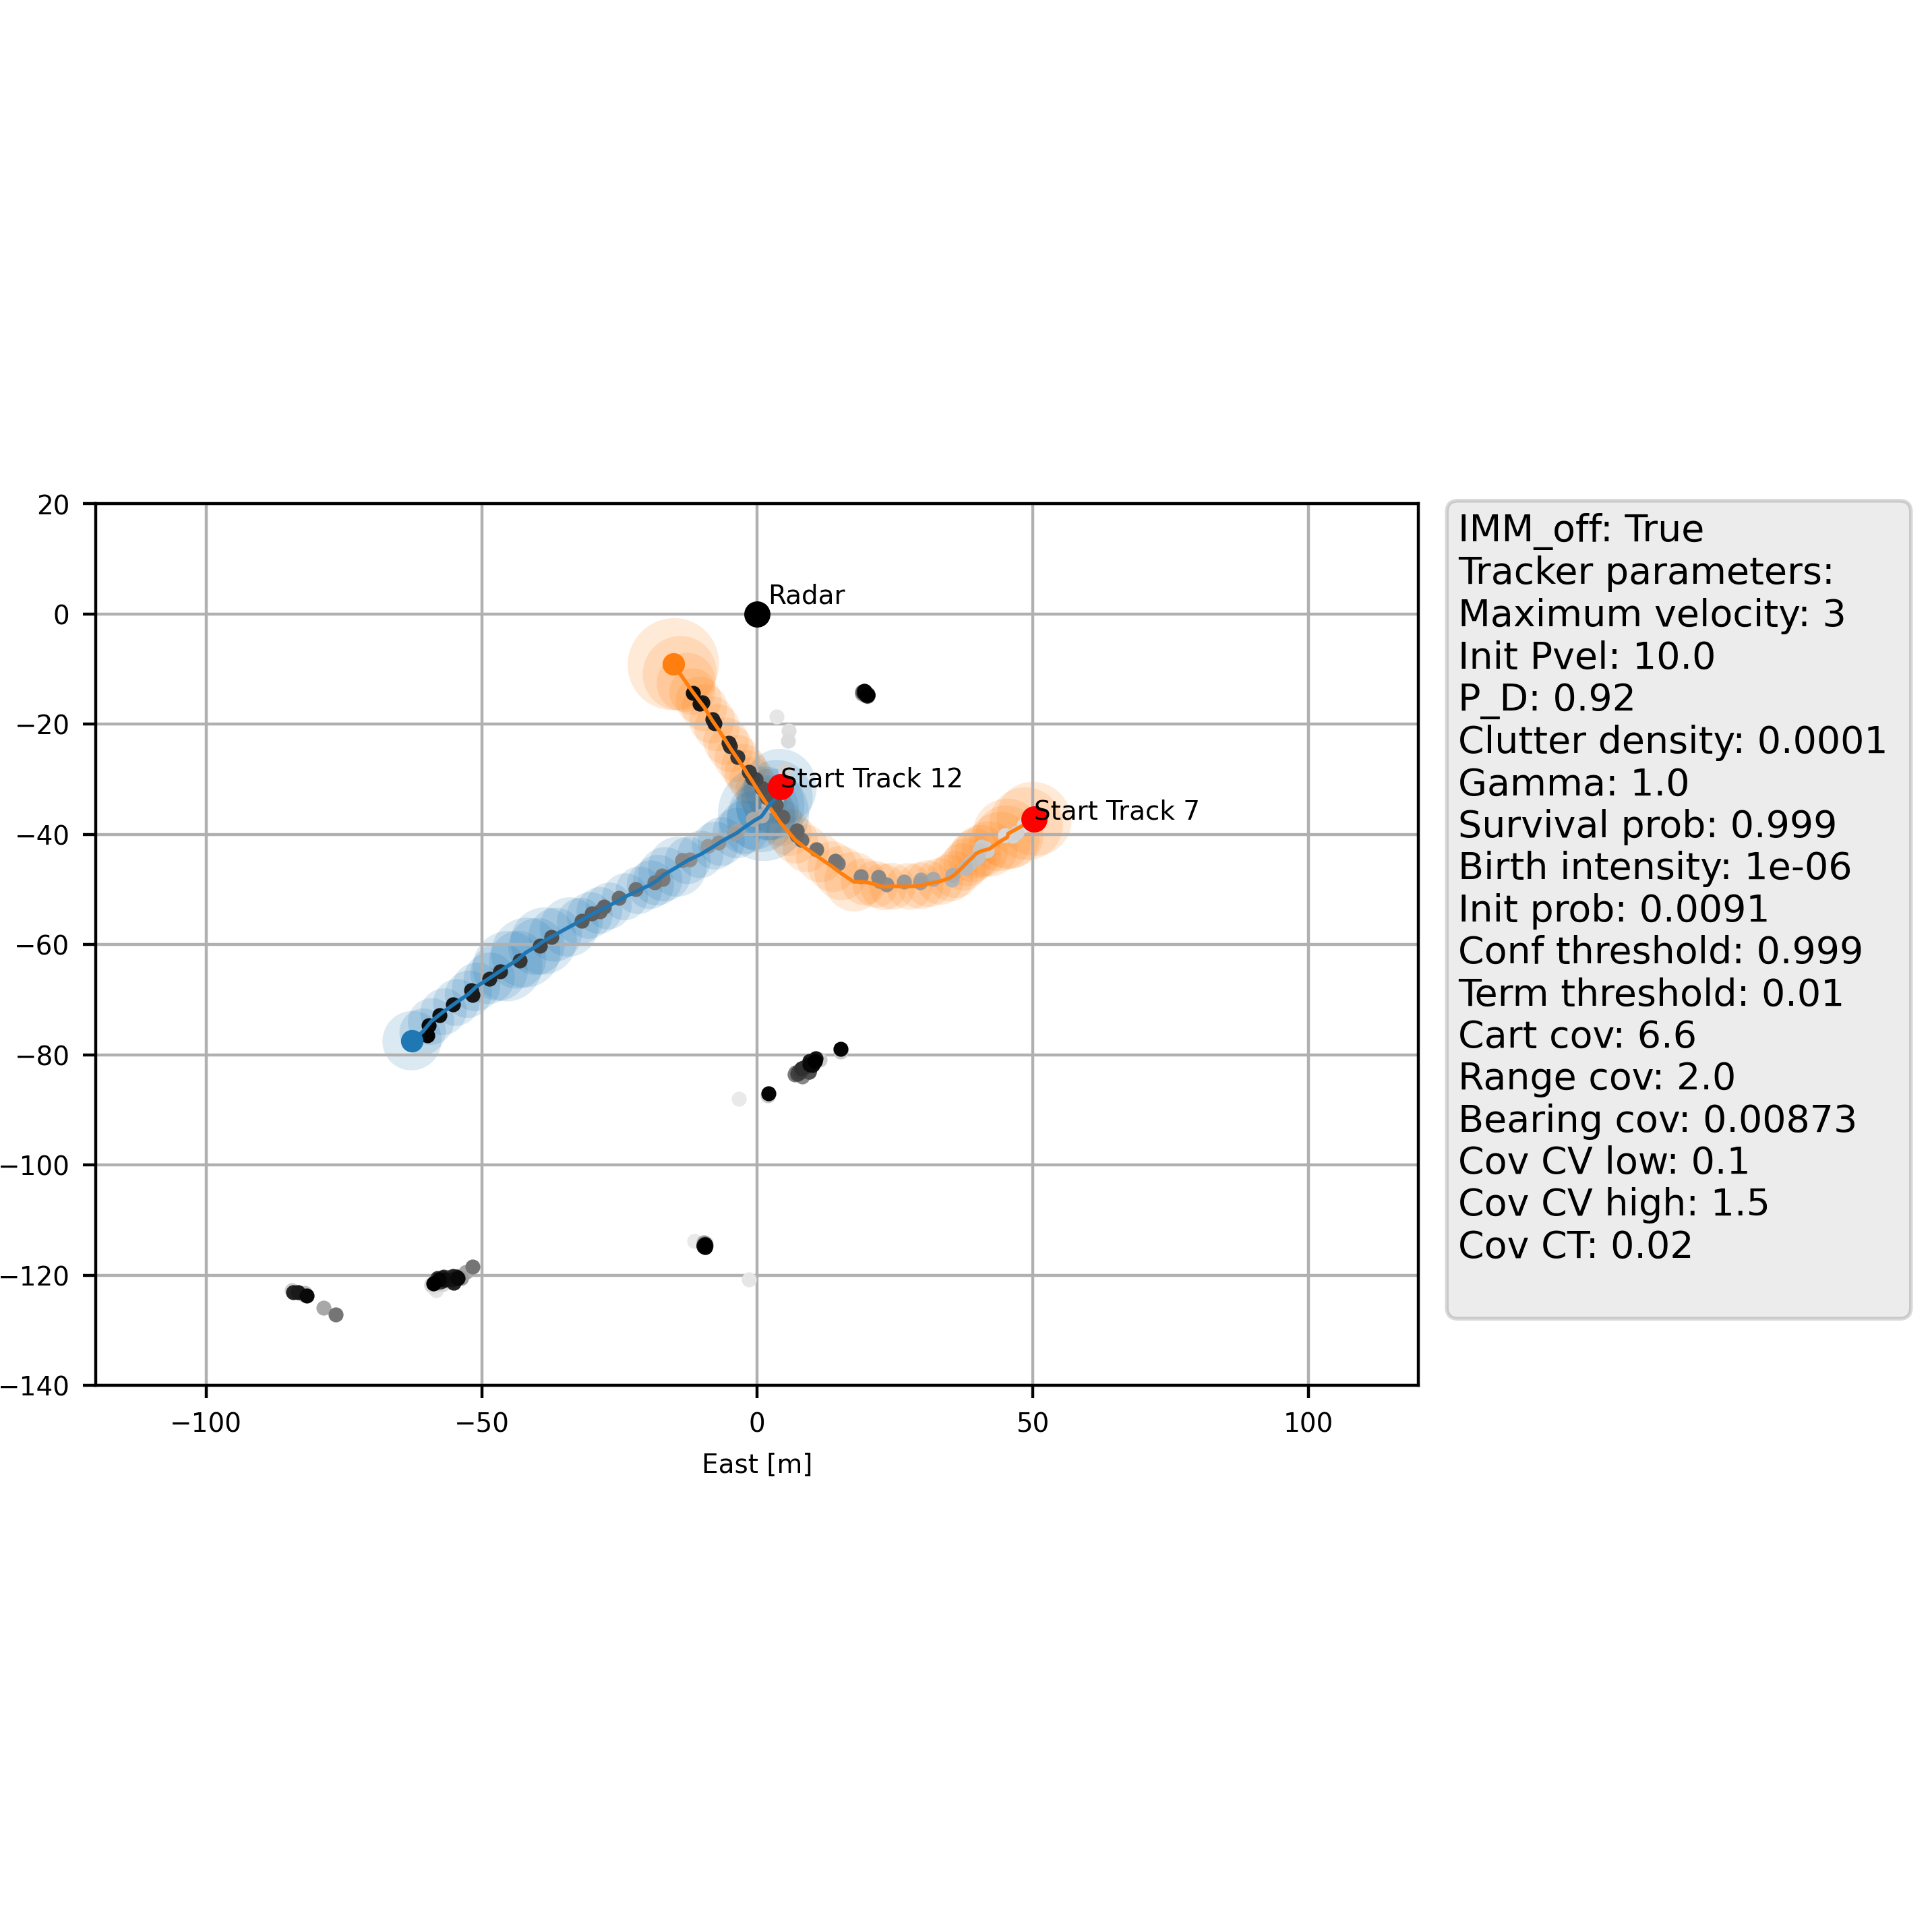 20
0
−20
−40
−60
−80
−100
−120
−140
−100
−50
0
50
100
East [m]
Radar
Start Track 12
Start Track 7
IMM_off: True
Tracker parameters:
Maximum velocity: 3
Init Pvel: 10.0
P_D: 0.92
Clutter density: 0.0001
Gamma: 1.0
Survival prob: 0.999
Birth intensity: 1e-06
Init prob: 0.0091
Conf threshold: 0.999
Term threshold: 0.01
Cart cov: 6.6
Range cov: 2.0
Bearing cov: 0.00873
Cov CV low: 0.1
Cov CV high: 1.5
Cov CT: 0.02